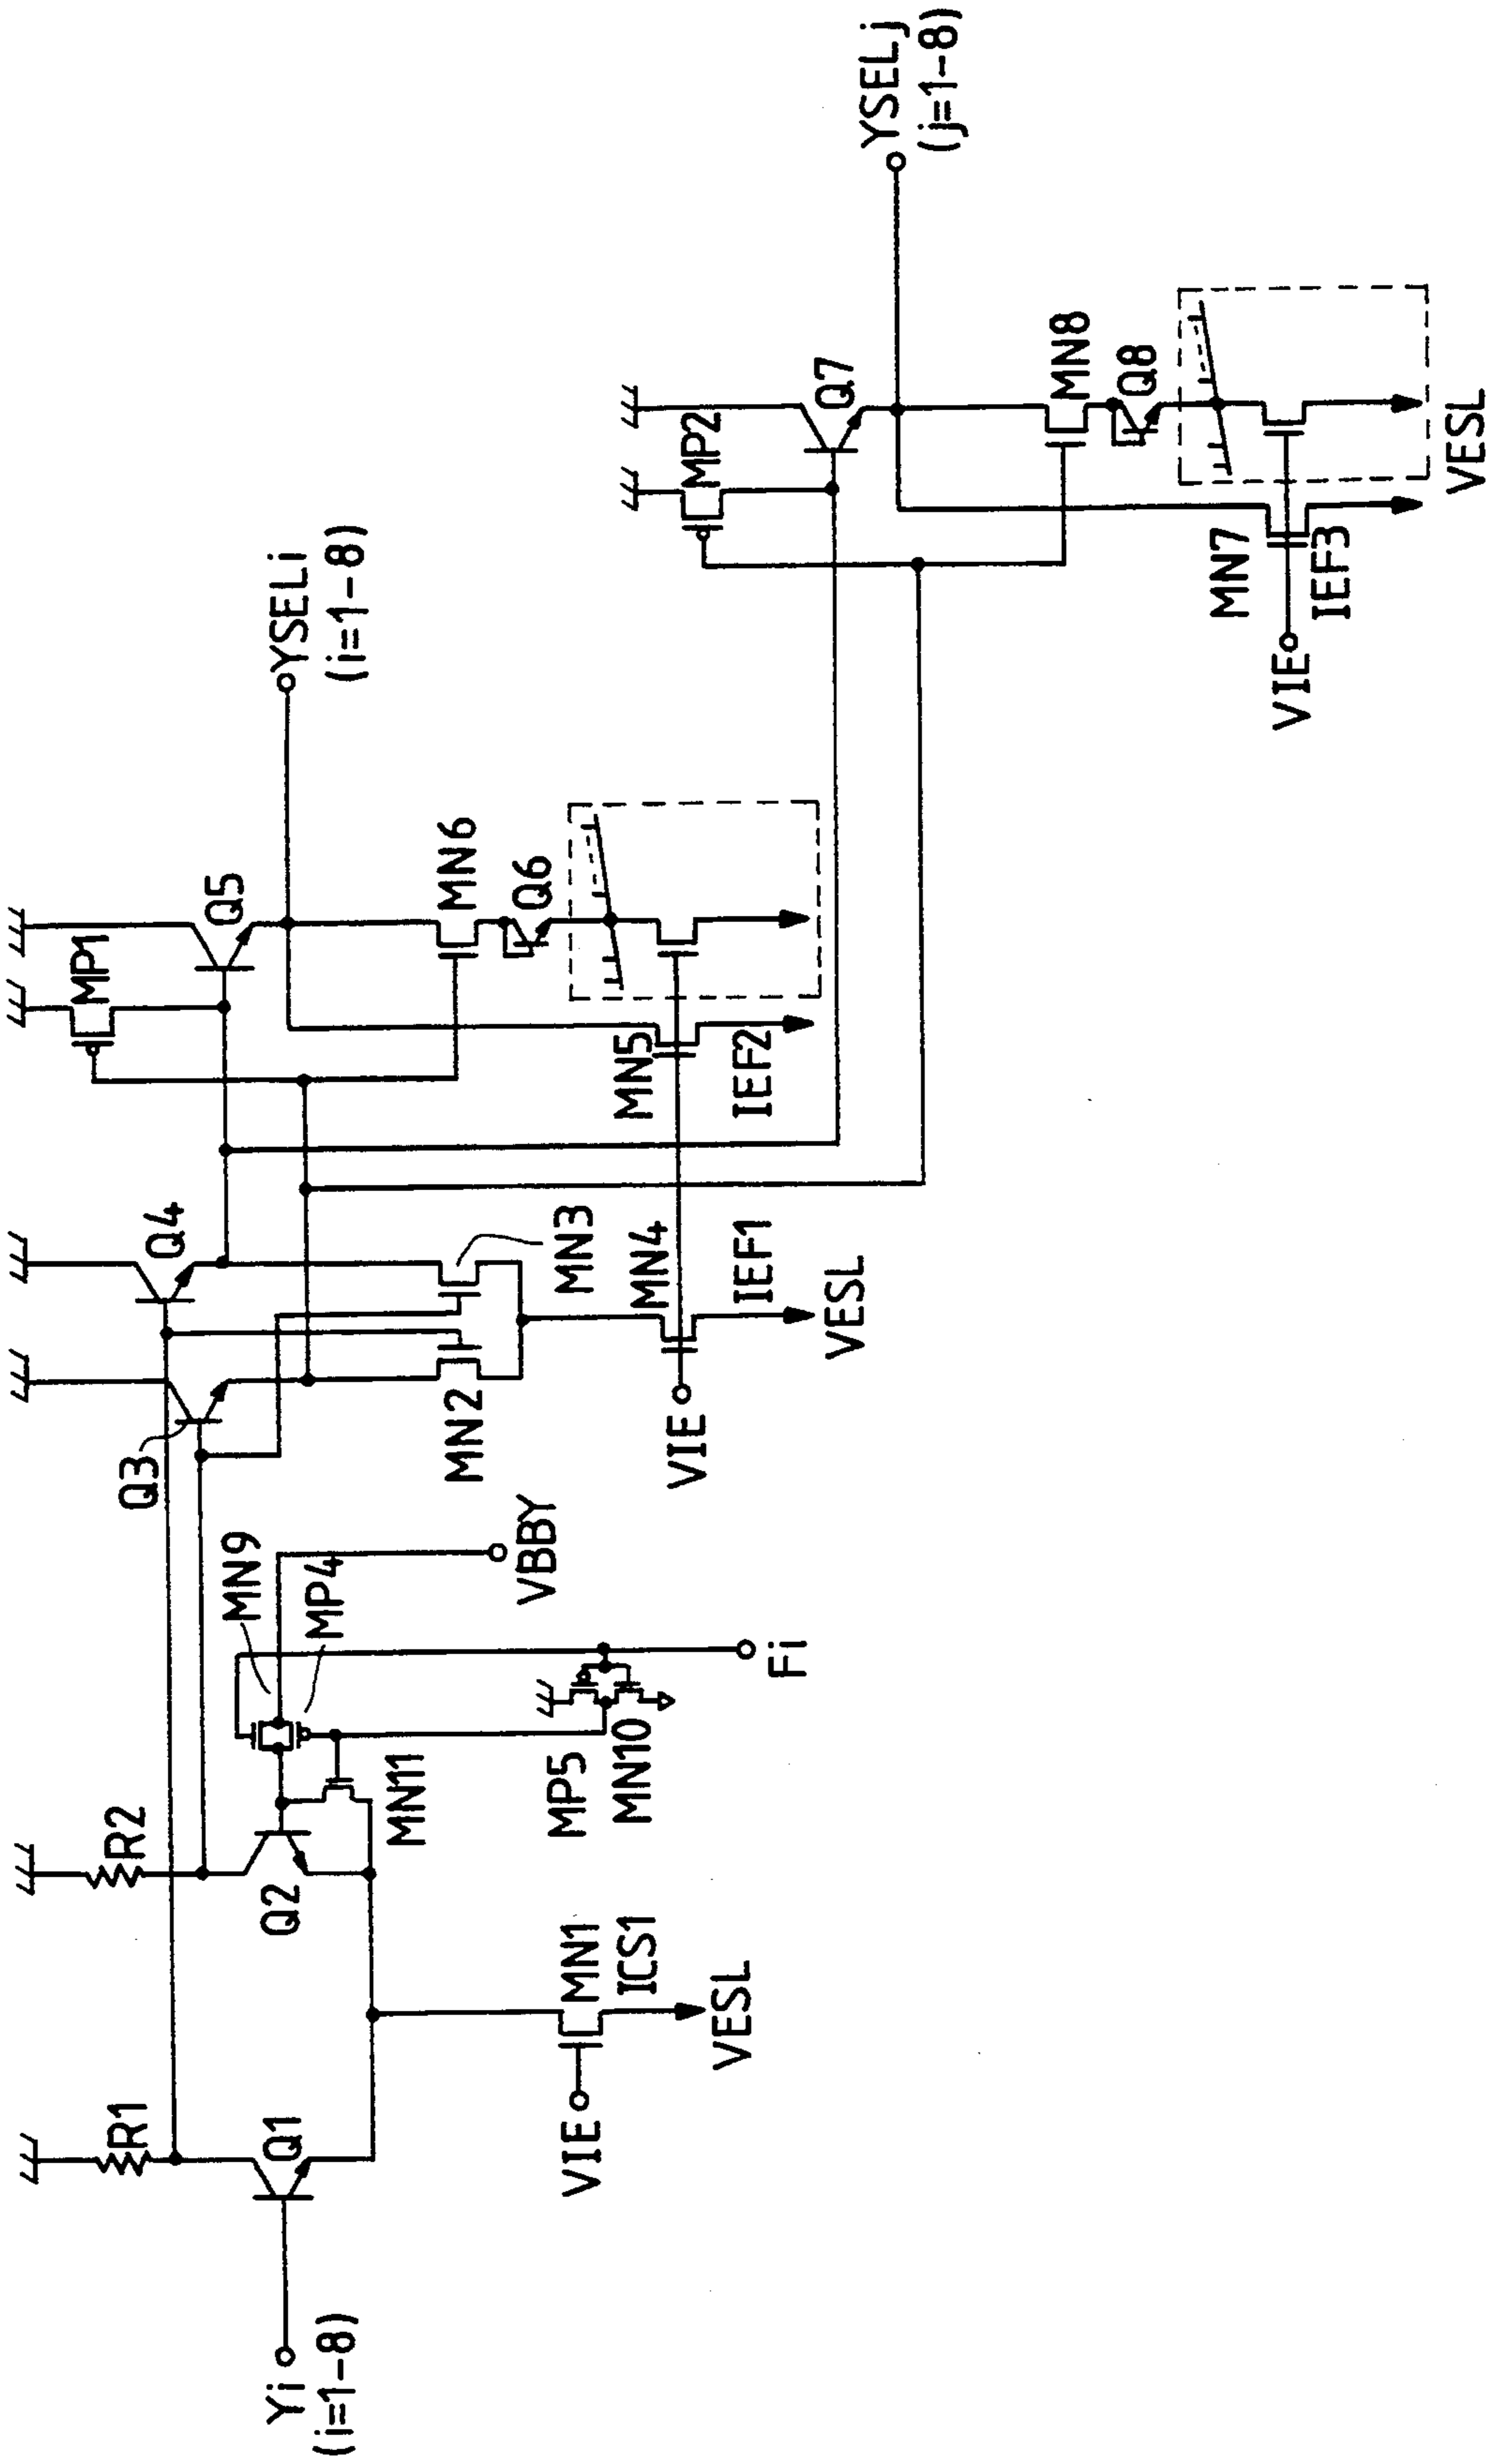 Yi
(i=1-8)
R1
Q1
VIE
MN1
ICS1
VESL
R2
Q2
MN11
MP5
MN10
Fi
MN9
MP4
VBBY
Q3
Q4
MN2
MN3
VIE
MN4
IEF1
VESL
MP1
Q5
MN6
Q6
MN5
IEF2
YSELi
(i=1-8)
MP2
Q7
MN8
Q8
MN7
IEF3
VIE
VESL
YSELj
(j=1-8)